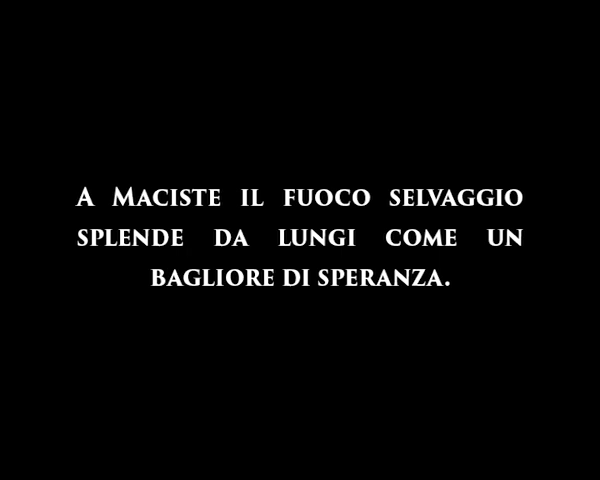 A Maciste il fuoco selvaggio
splende da lungi come un
bagliore di speranza.